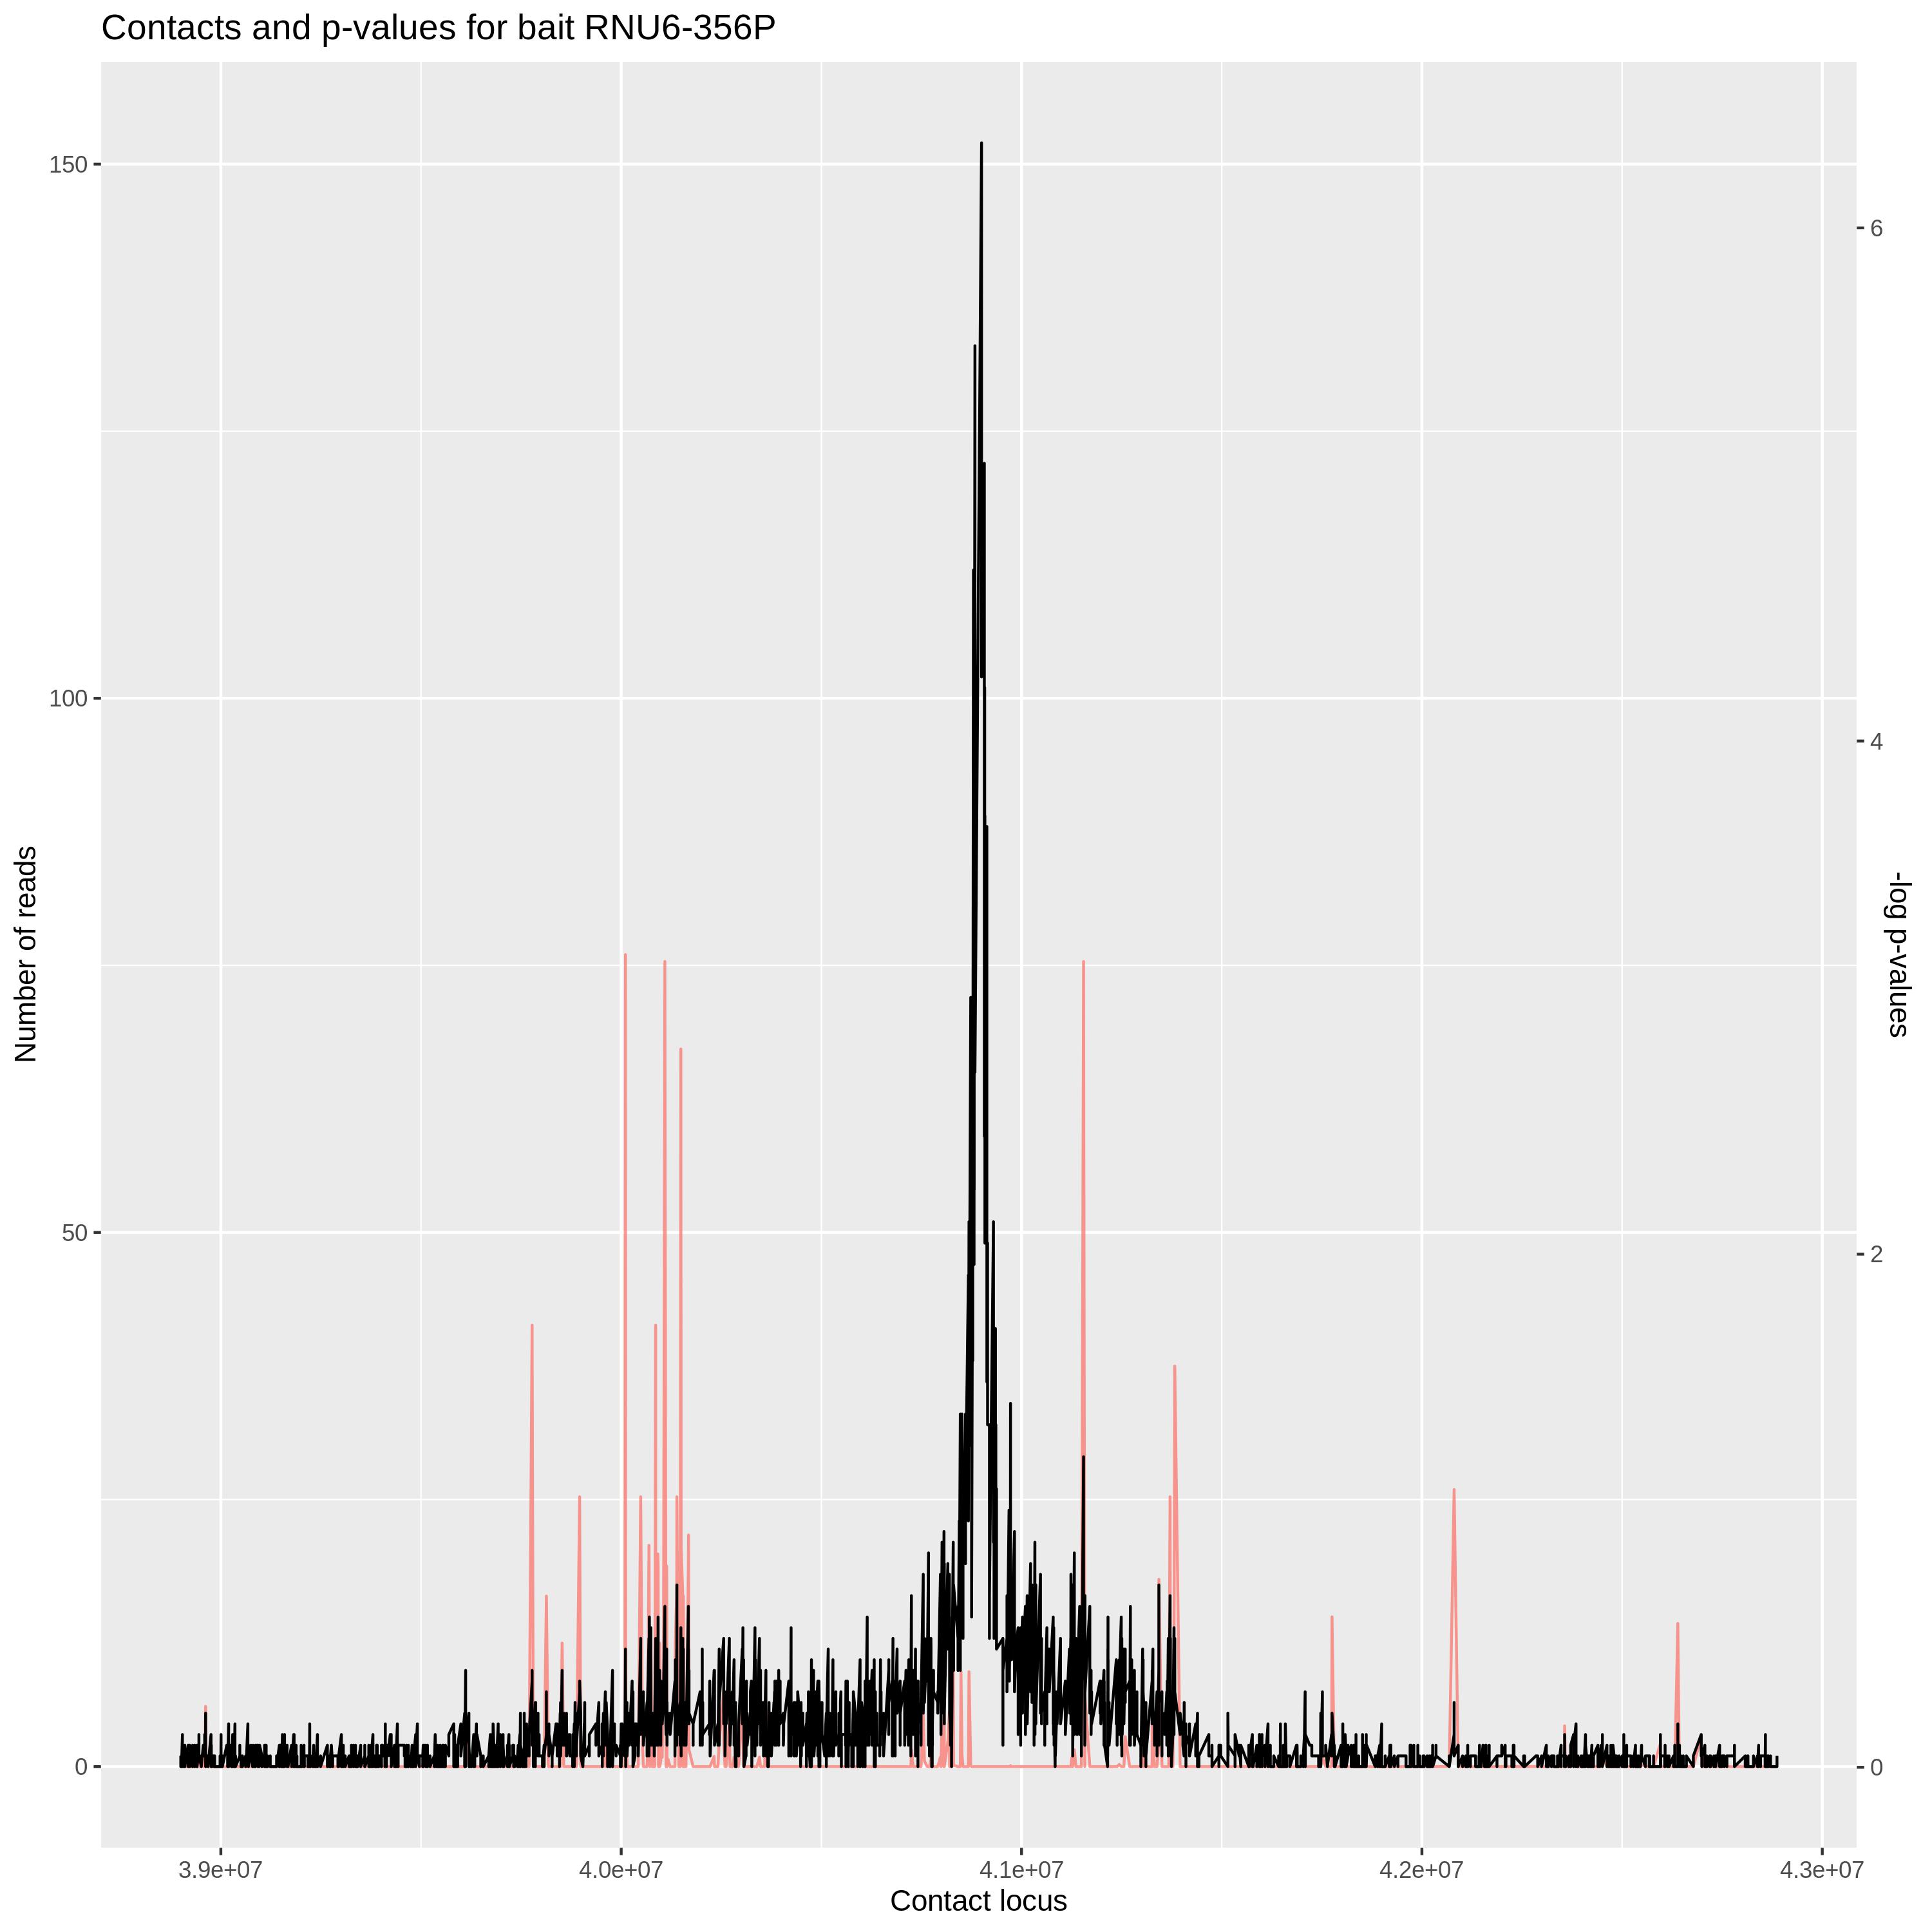 Contacts and p-values for bait RNU6-356P
150
100
50
0
Number of reads
6
4
2
0
-log p-values
3.9e+07 4.0e+07 4.1e+07 4.2e+07 4.3e+07
Contact locus